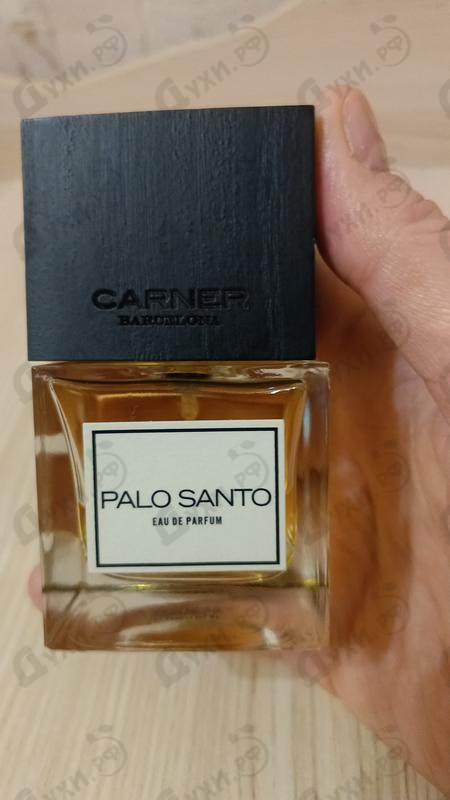 CARNER
BARCELONA
PALO SANTO
EAU DE PARFUM
Духи.РФ